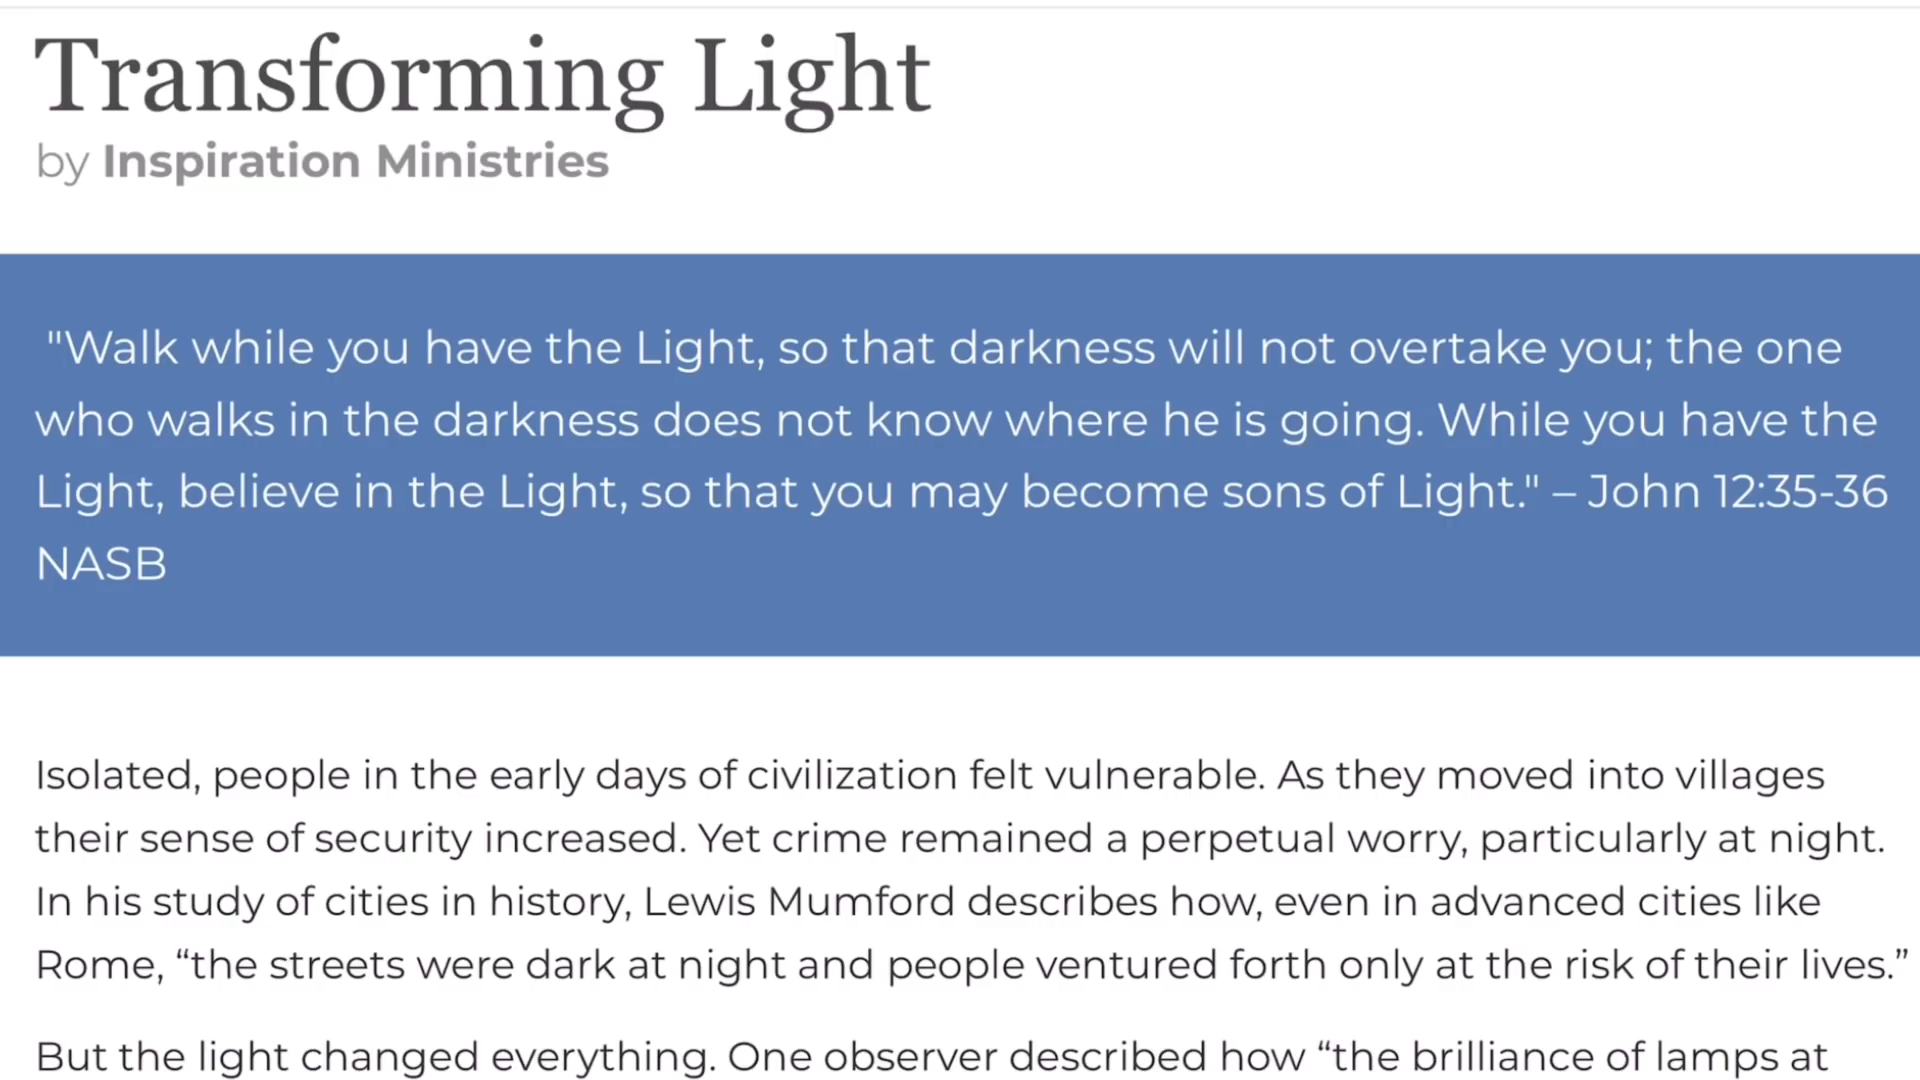 Transforming Light
by Inspiration Ministries
"Walk while you have the Light, so that darkness will not overtake you; the one
who walks in the darkness does not know where he is going. While you have the
Light, believe in the Light, so that you may become sons of Light." – John 12:35-36
NASB
Isolated, people in the early days of civilization felt vulnerable. As they moved into villages
their sense of security increased. Yet crime remained a perpetual worry, particularly at night.
In his study of cities in history, Lewis Mumford describes how, even in advanced cities like
Rome, “the streets were dark at night and people ventured forth only at the risk of their lives.”
But the light changed everything. One observer described how “the brilliance of lamps at